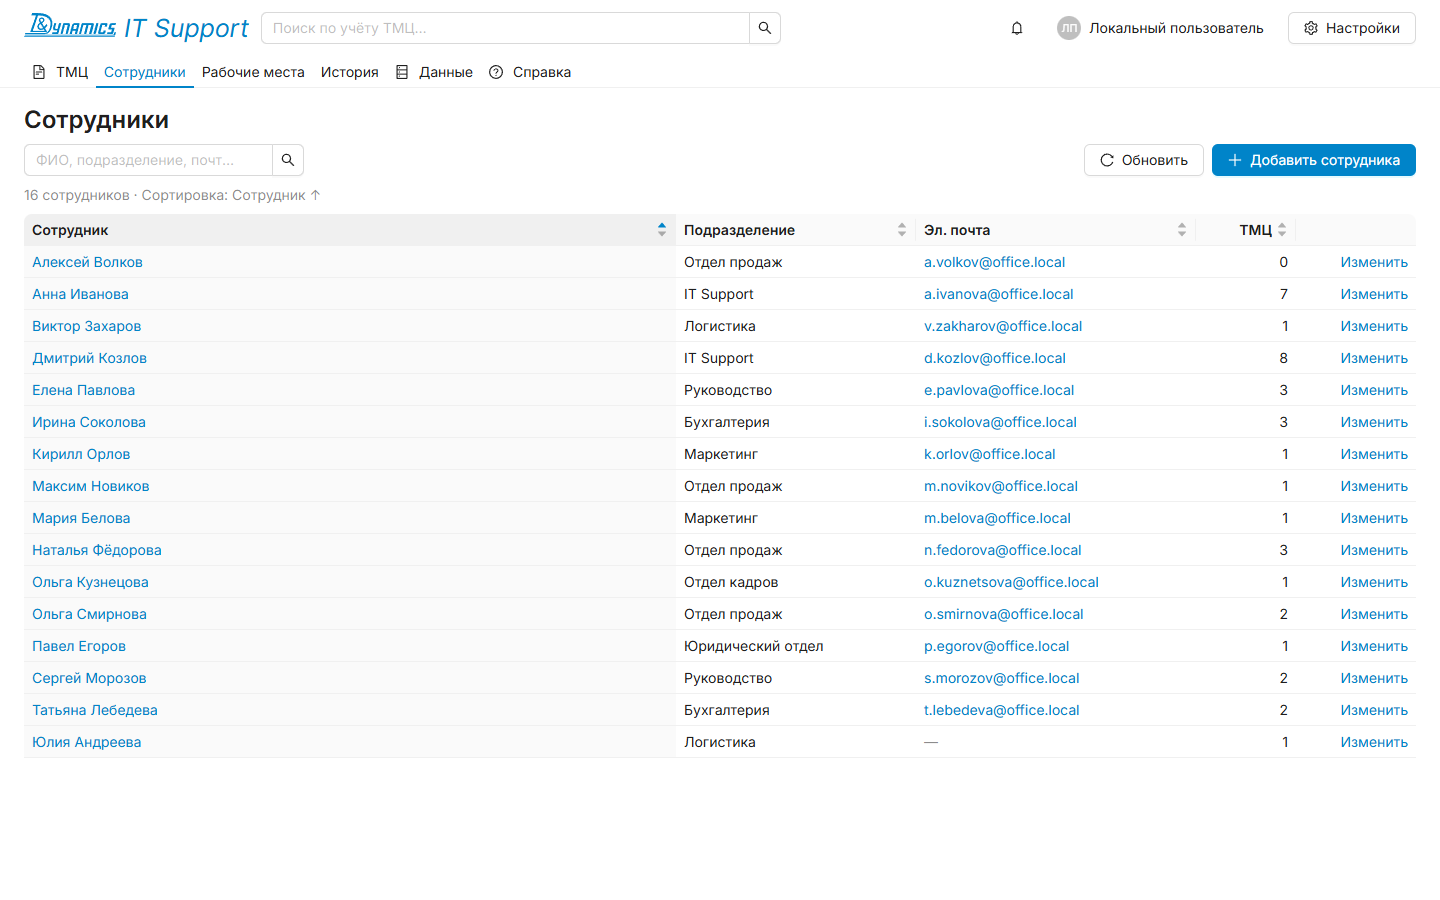 Dynamics IT Support
Поиск по учёту ТМЦ...
ЛП Локальный пользователь
Настройки
ТМЦ Сотрудники Рабочие места История Данные Справка
Сотрудники
ФИО, подразделение, почт...
Обновить
Добавить сотрудника
16 сотрудников · Сортировка: Сотрудник ↑
Сотрудник Подразделение Эл. почта ТМЦ
Алексей Волков Отдел продаж a.volkov@office.local 0 Изменить
Анна Иванова IT Support a.ivanova@office.local 7 Изменить
Виктор Захаров Логистика v.zakharov@office.local 1 Изменить
Дмитрий Козлов IT Support d.kozlov@office.local 8 Изменить
Елена Павлова Руководство e.pavlova@office.local 3 Изменить
Ирина Соколова Бухгалтерия i.sokolova@office.local 3 Изменить
Кирилл Орлов Маркетинг k.orlov@office.local 1 Изменить
Максим Новиков Отдел продаж m.novikov@office.local 1 Изменить
Мария Белова Маркетинг m.belova@office.local 1 Изменить
Наталья Фёдорова Отдел продаж n.fedorova@office.local 3 Изменить
Ольга Кузнецова Отдел кадров o.kuznetsova@office.local 1 Изменить
Ольга Смирнова Отдел продаж o.smirnova@office.local 2 Изменить
Павел Егоров Юридический отдел p.egorov@office.local 1 Изменить
Сергей Морозов Руководство s.morozov@office.local 2 Изменить
Татьяна Лебедева Бухгалтерия t.lebedeva@office.local 2 Изменить
Юлия Андреева Логистика — 1 Изменить